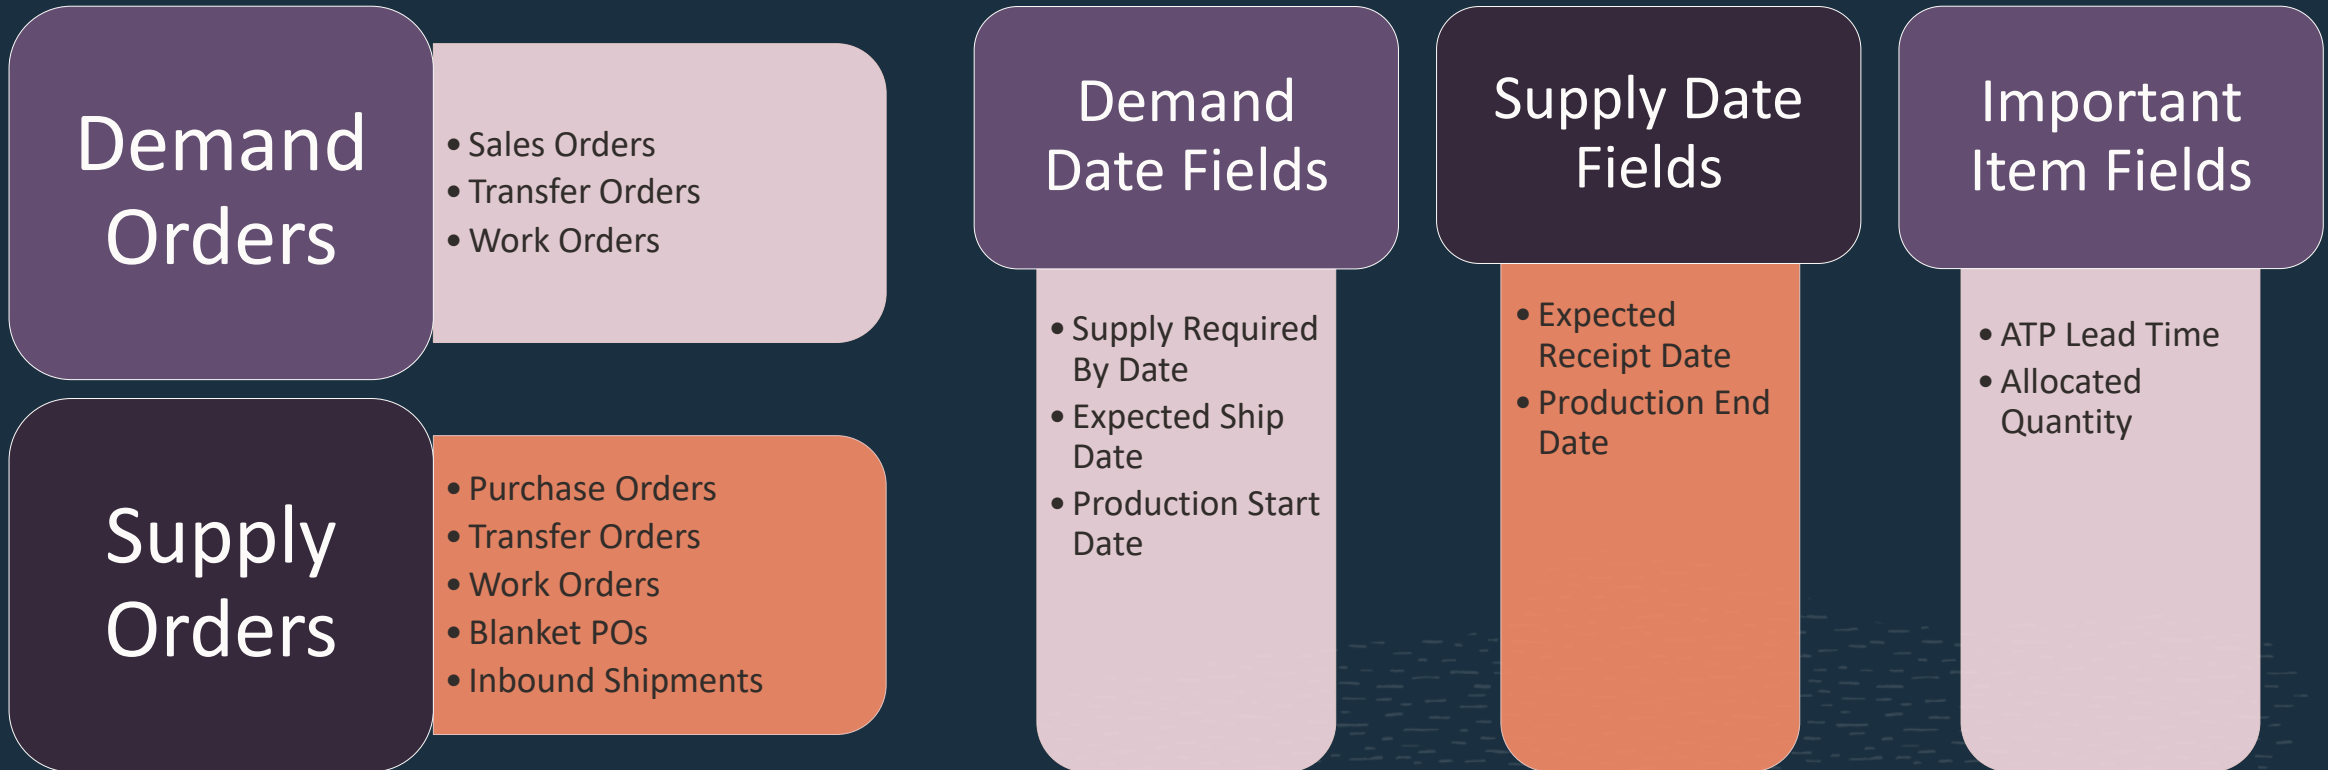 Demand
Orders
• Sales Orders
• Transfer Orders
• Work Orders
Supply
Orders
• Purchase Orders
• Transfer Orders
• Work Orders
• Blanket POs
• Inbound Shipments
Demand
Date Fields
• Supply Required
By Date
• Expected Ship
Date
• Production Start
Date
Supply Date
Fields
• Expected
Receipt Date
• Production End
Date
Important
Item Fields
• ATP Lead Time
• Allocated
Quantity